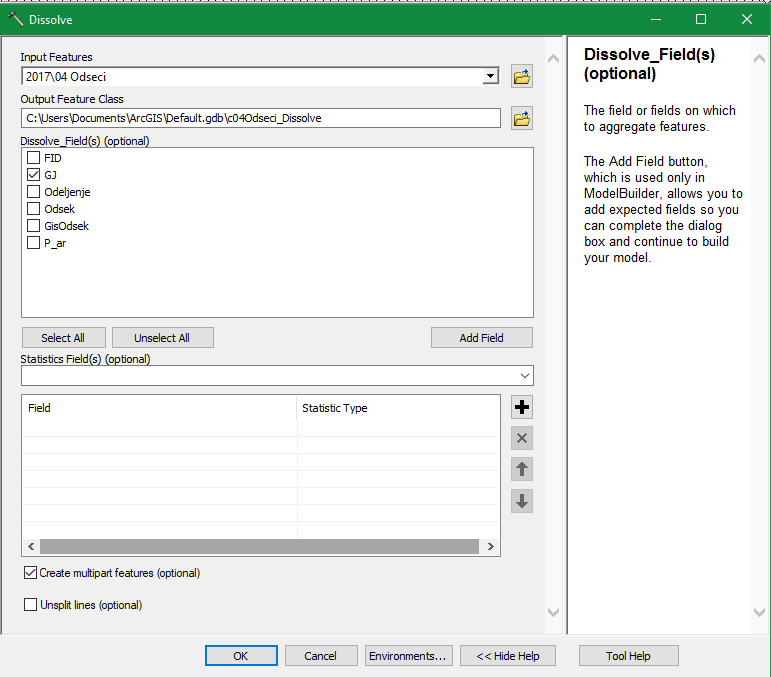 Dissolve
Input Features
2017\04 Odseci
Output Feature Class
C:\Users\Documents\ArcGIS\Default.gdb\c04Odseci_Dissolve
Dissolve_Field(s) (optional)
FID
GJ
Odeljenje
Odsek
GisOdsek
P_ar
Select All
Unselect All
Add Field
Statistics Field(s) (optional)
Field
Statistic Type
Create multipart features (optional)
Unsplit lines (optional)
OK
Cancel
Environments...
<< Hide Help
Tool Help
Dissolve_Field(s)
(optional)
The field or fields on which
to aggregate features.
The Add Field button,
which is used only in
ModelBuilder, allows you to
add expected fields so you
can complete the dialog
box and continue to build
your model.